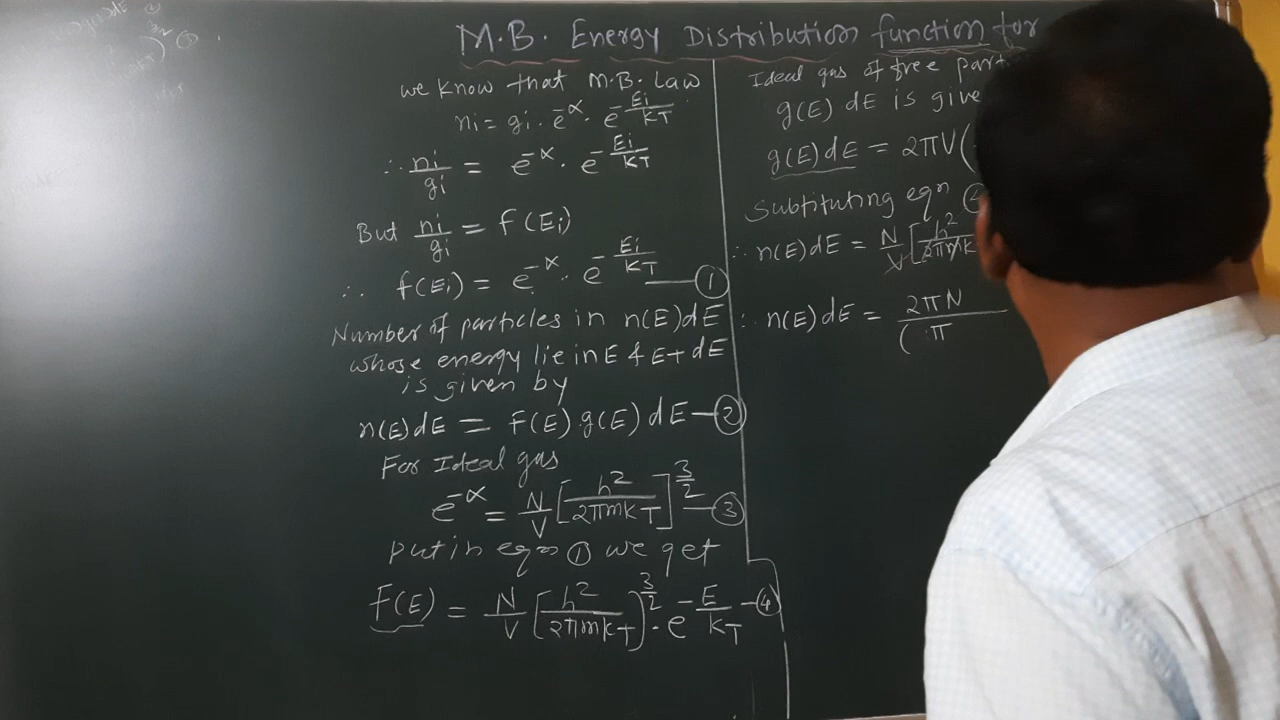 M.B. Energy Distribution function for
we know that M.B. Law
ni = gi . e^-α . e^-Ei/KT
∴ ni/gi = e^-α . e^-Ei/KT
But ni/gi = f(Ei)
∴ f(Ei) = e^-α . e^-Ei/KT —①
Number of particles in n(E)dE
whose energy lie in E & E+dE
is given by
n(E)dE = f(E).g(E)dE —②
For Ideal gas
e^-α = N/V [h²/2πmkT]^3/2 —③
put in eqn ① we get
F(E) = N/V [h²/2πmkT)^3/2 . e^-E/KT —④
Ideal gas of free
g(E) dE is
g(E)dE = 2πV(
Substituting eqn
∴ n(E)dE = N/V [h²/2πmk
∴ n(E)dE = 2πN/(π